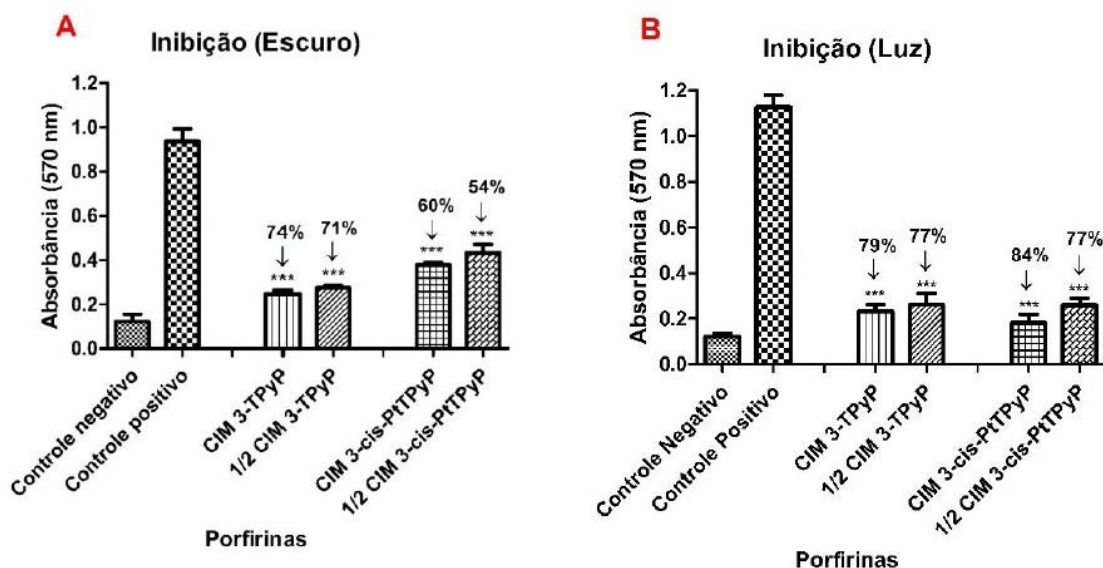 A
Inibição (Escuro)
Absorbância (570 nm)
1.2
1.0
0.8
0.6
0.4
0.2
0.0
74%
***
71%
***
60%
***
54%
***
Controle negativo
Controle positivo
CIM 3-TPyP
1/2 CIM 3-TPyP
CIM 3-cis-PtTPyP
1/2 CIM 3-cis-PtTPyP
Porfirinas
B
Inibição (Luz)
Absorbância (570 nm)
1.2
1.0
0.8
0.6
0.4
0.2
0.0
79%
***
77%
***
84%
***
77%
***
Controle Negativo
Controle Positivo
CIM 3-TPyP
1/2 CIM 3-TPyP
CIM 3-cis-PtTPyP
1/2 CIM 3-cis-PtTPyP
Porfirinas